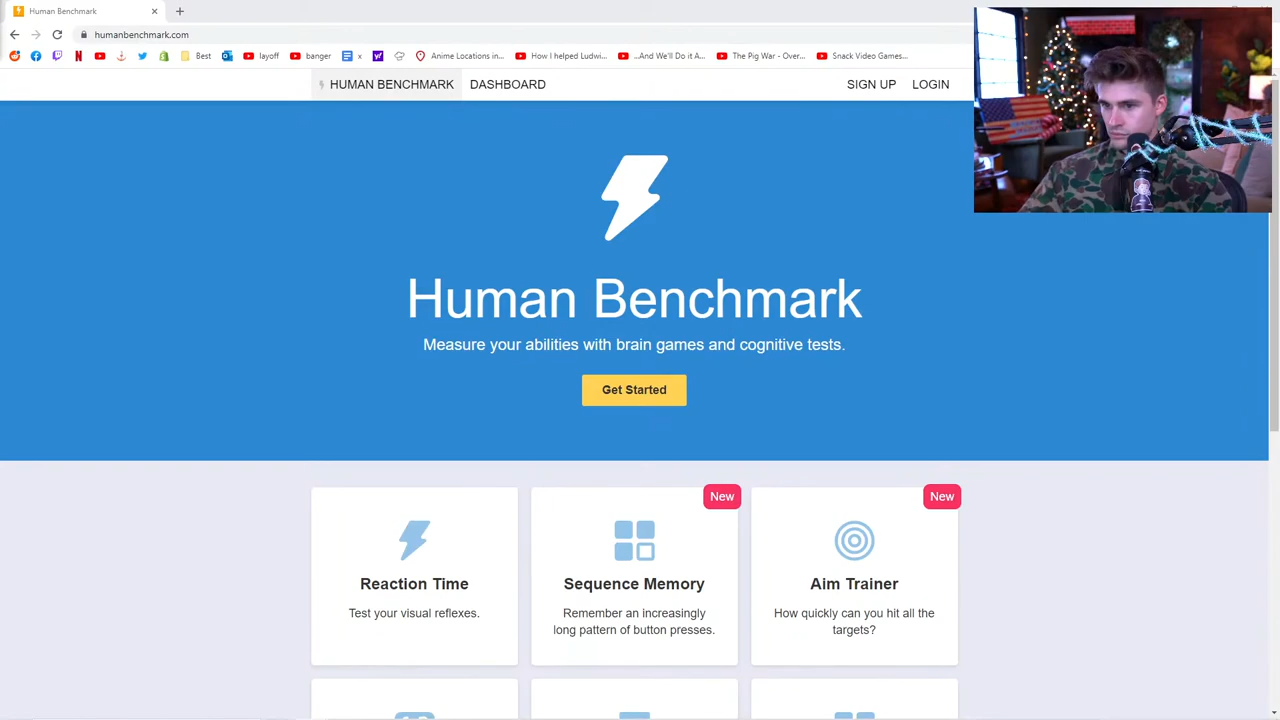 Human Benchmark
humanbenchmark.com
Best
layoff
banger
x
Anime Locations in...
How I helped Ludwi...
...And We'll Do it A...
The Pig War - Over...
Snack Video Games...
HUMAN BENCHMARK
DASHBOARD
SIGN UP
LOGIN
Human Benchmark
Measure your abilities with brain games and cognitive tests.
Get Started
Reaction Time
Test your visual reflexes.
New
Sequence Memory
Remember an increasingly
long pattern of button presses.
New
Aim Trainer
How quickly can you hit all the
targets?